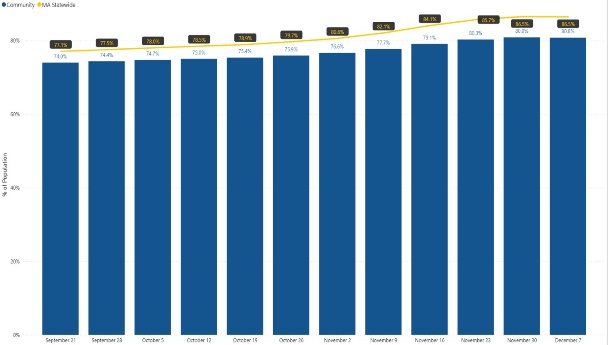 Community MA Statewide
% of Population
80%
60%
40%
20%
0%
77.1% 77.5% 78.0% 78.5% 78.9% 79.7% 80.6% 82.1% 84.1% 85.7% 86.5% 86.5%
74.0% 74.4% 74.7% 75.0% 75.4% 75.9% 76.6% 77.7% 79.1% 80.3% 80.8% 80.8%
September 21 September 28 October 5 October 12 October 19 October 26 November 2 November 9 November 16 November 23 November 30 December 7